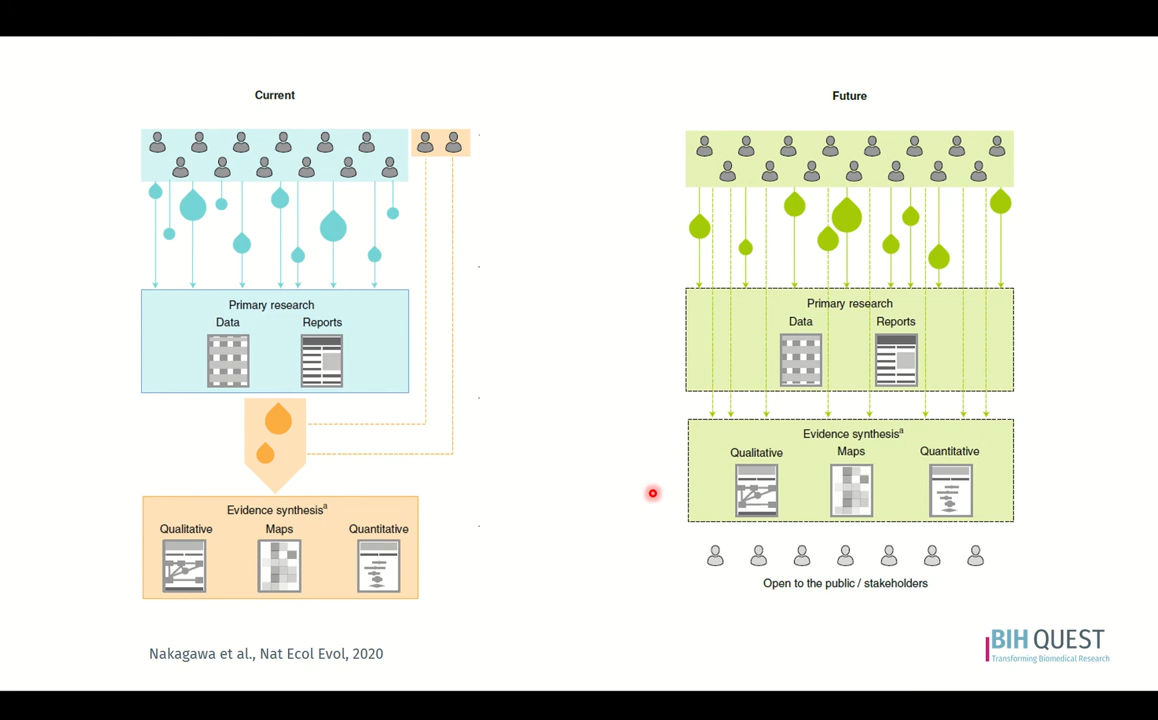 Current
Primary research
Data
Reports
Evidence synthesisª
Qualitative
Maps
Quantitative
Nakagawa et al., Nat Ecol Evol, 2020
Future
Primary research
Data
Reports
Evidence synthesisª
Qualitative
Maps
Quantitative
Open to the public / stakeholders
BIH QUEST
Transforming Biomedical Research